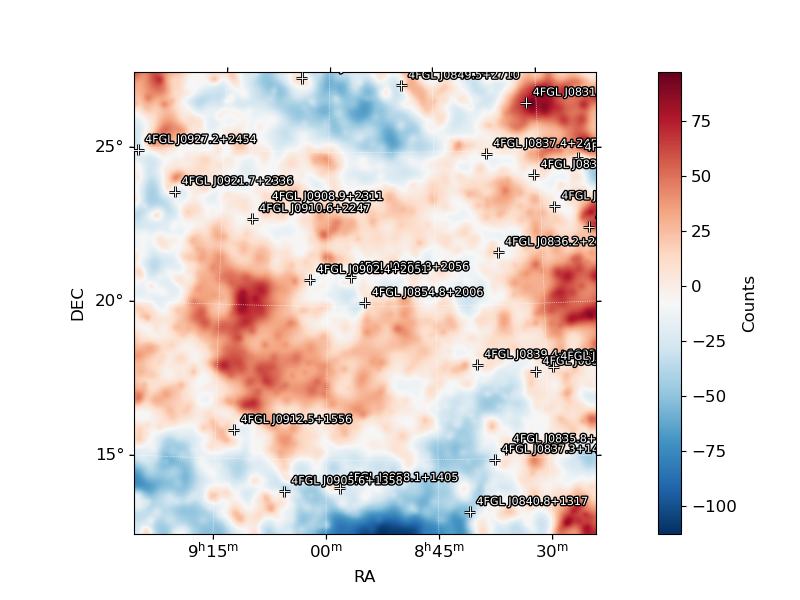 4FGL J0849.5+2710
4FGL J0831
4FGL J0927.2+2454
4FGL J0837.4+24
4FGL J083
4FGL J0921.7+2336
4FGL J0908.9+2311
4FGL J
4FGL J0910.6+2247
4FGL J0836.2+2
4FGL J0902.4+2051
+2056
4FGL J0854.8+2006
4FGL J0839.4+
4FGL J0912.5+1556
4FGL J0835.8+
4FGL J0837.3+14
4FGL J0905.6+1358
+1405
4FGL J0840.8+1317
25°
20°
15°
DEC
9h15m
00m
8h45m
30m
RA
75
50
25
0
−25
−50
−75
−100
Counts